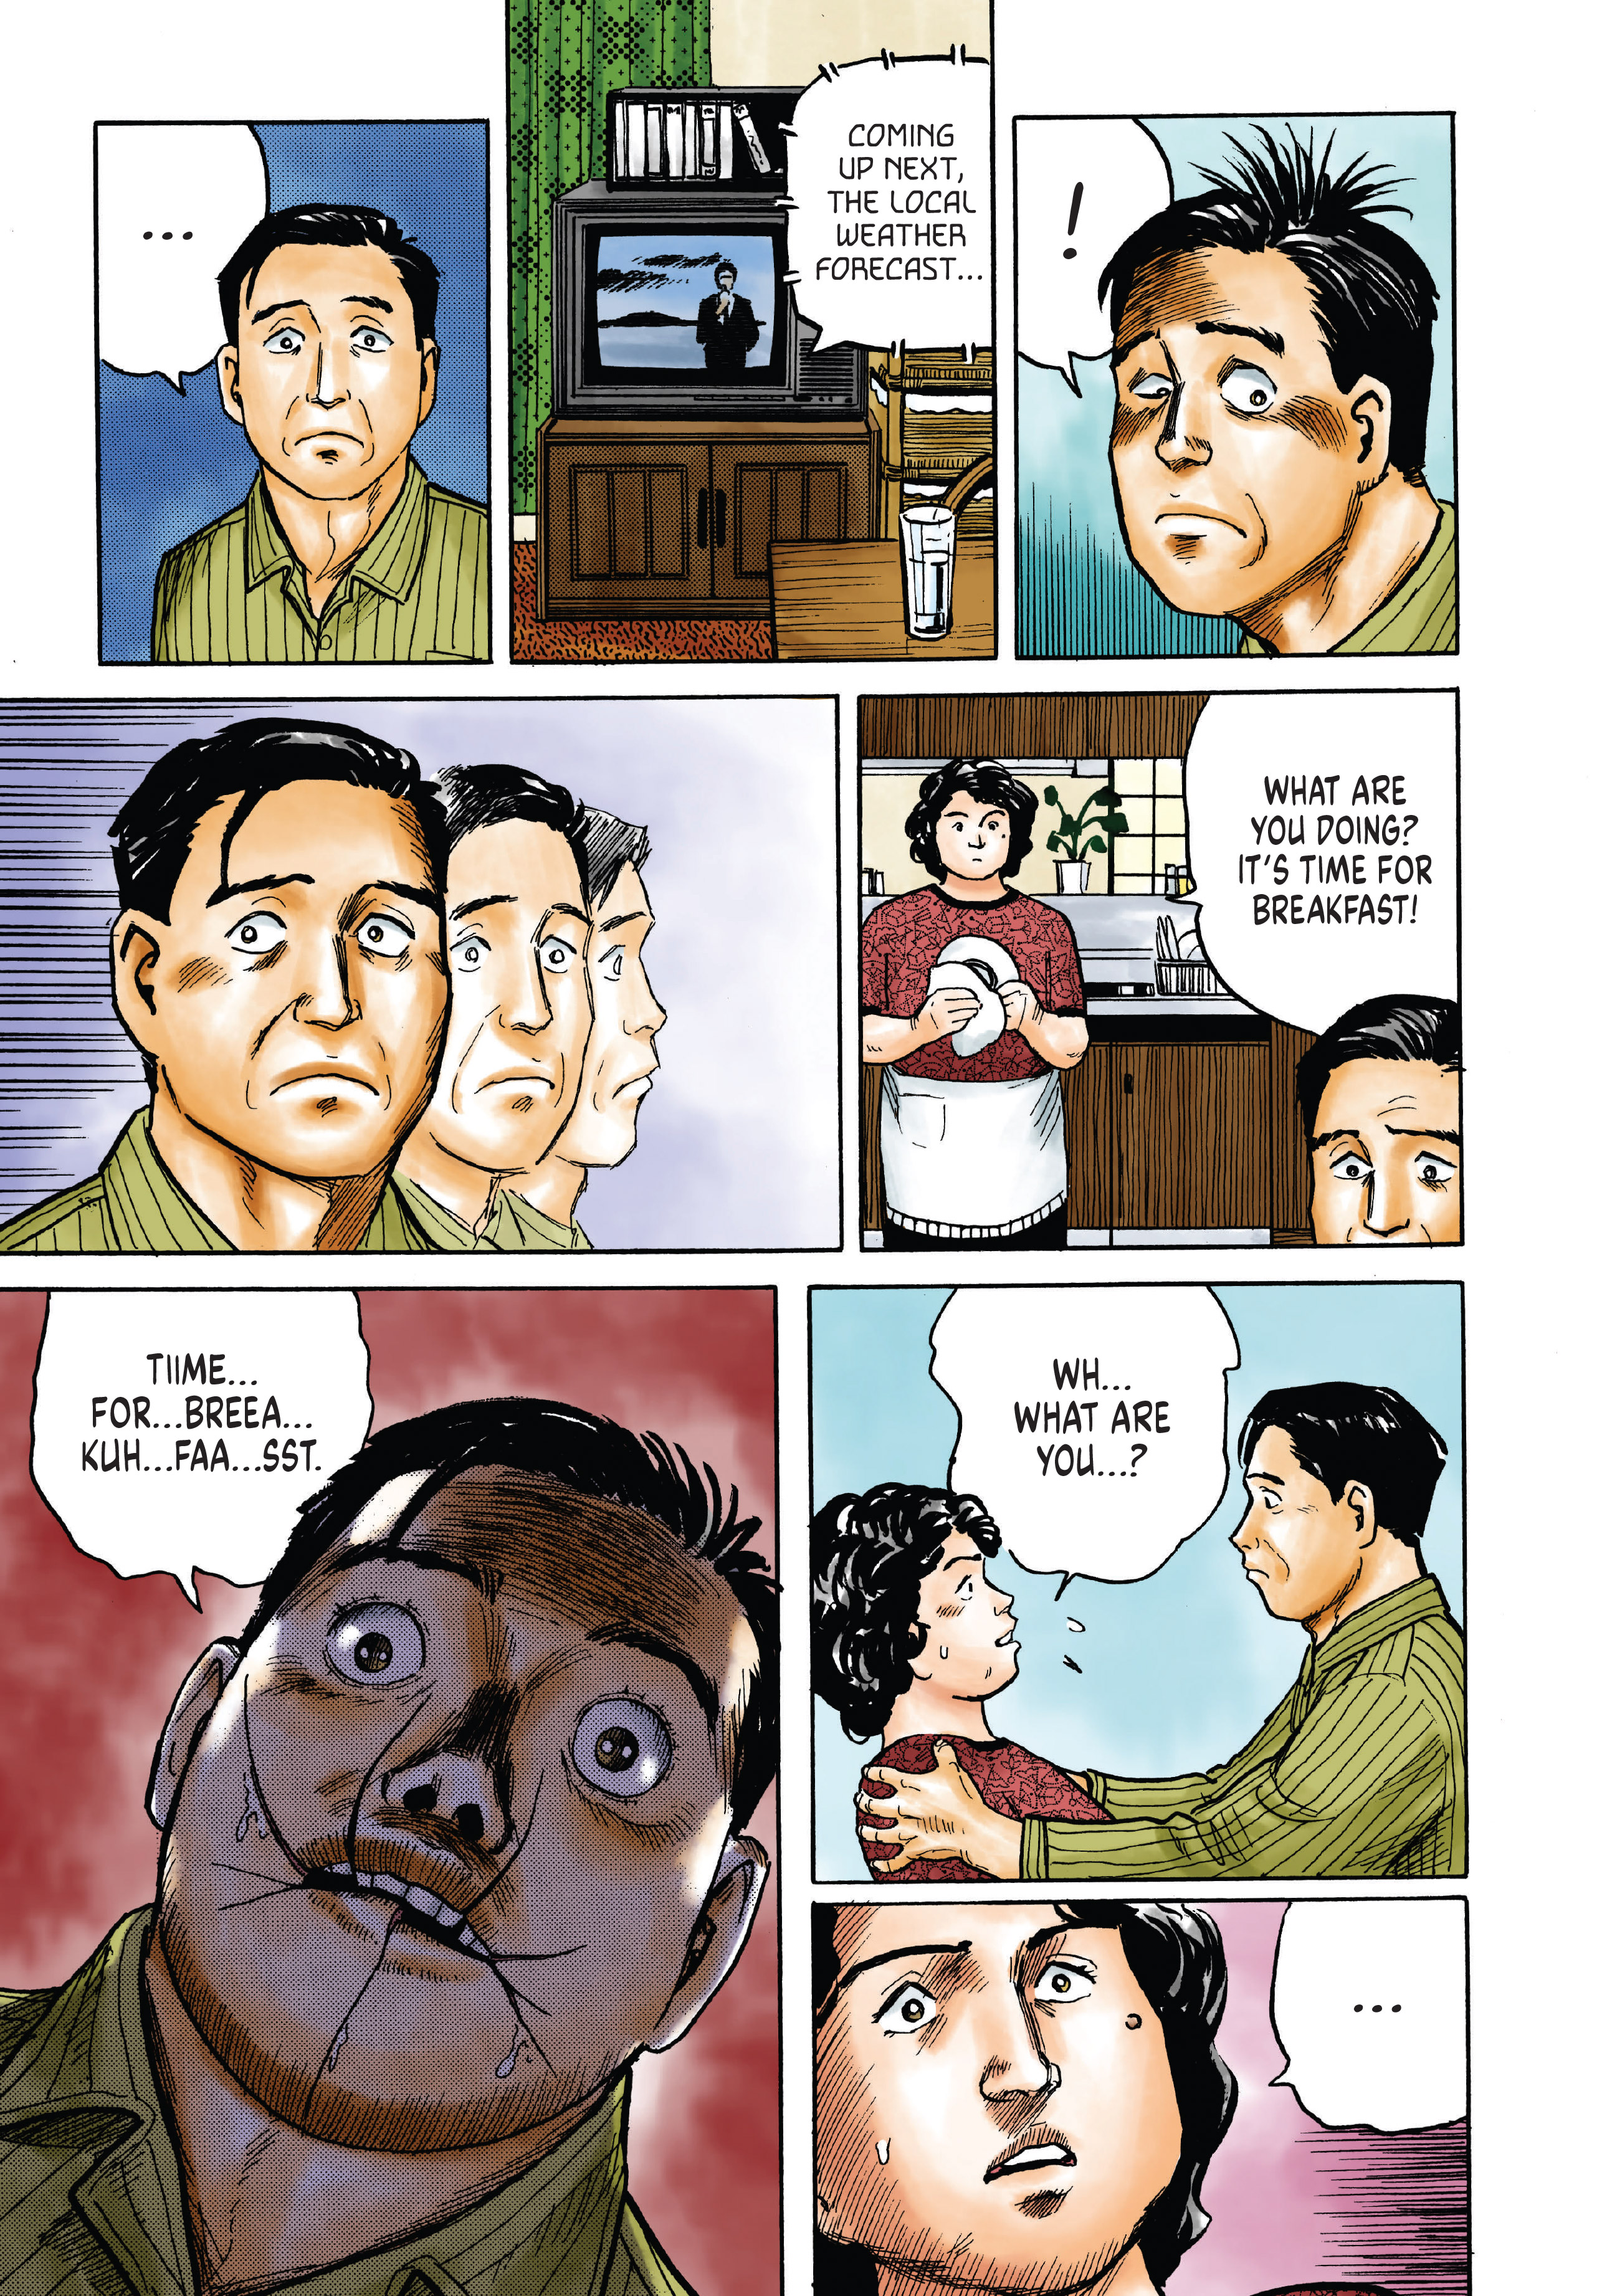 !
COMING
UP NEXT,
THE LOCAL
WEATHER
FORECAST...
...
WHAT ARE
YOU DOING?
IT'S TIME FOR
BREAKFAST!
WH...
WHAT ARE
YOU...?
...
TIIME...
FOR...BREEA...
KUH...FAA...SST.